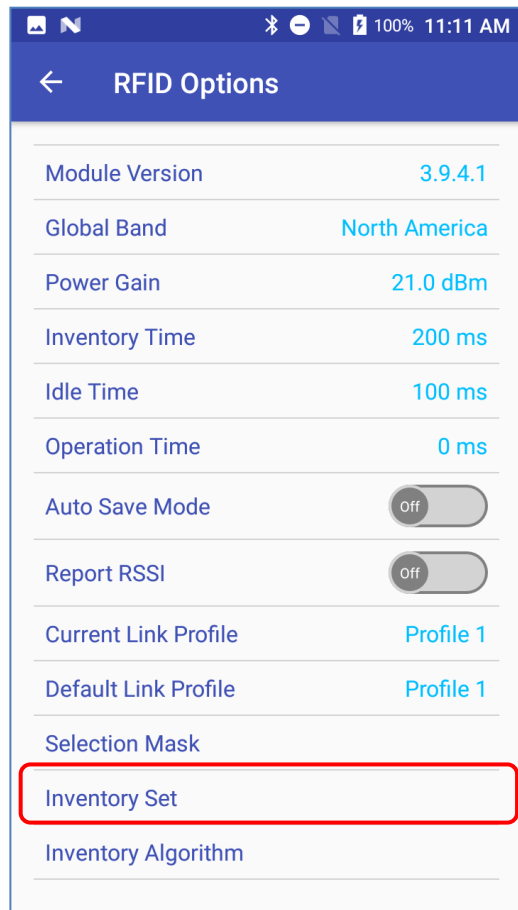 100% 11:11 AM
RFID Options
Module Version 3.9.4.1
Global Band North America
Power Gain 21.0 dBm
Inventory Time 200 ms
Idle Time 100 ms
Operation Time 0 ms
Auto Save Mode Off
Report RSSI Off
Current Link Profile Profile 1
Default Link Profile Profile 1
Selection Mask
Inventory Set
Inventory Algorithm